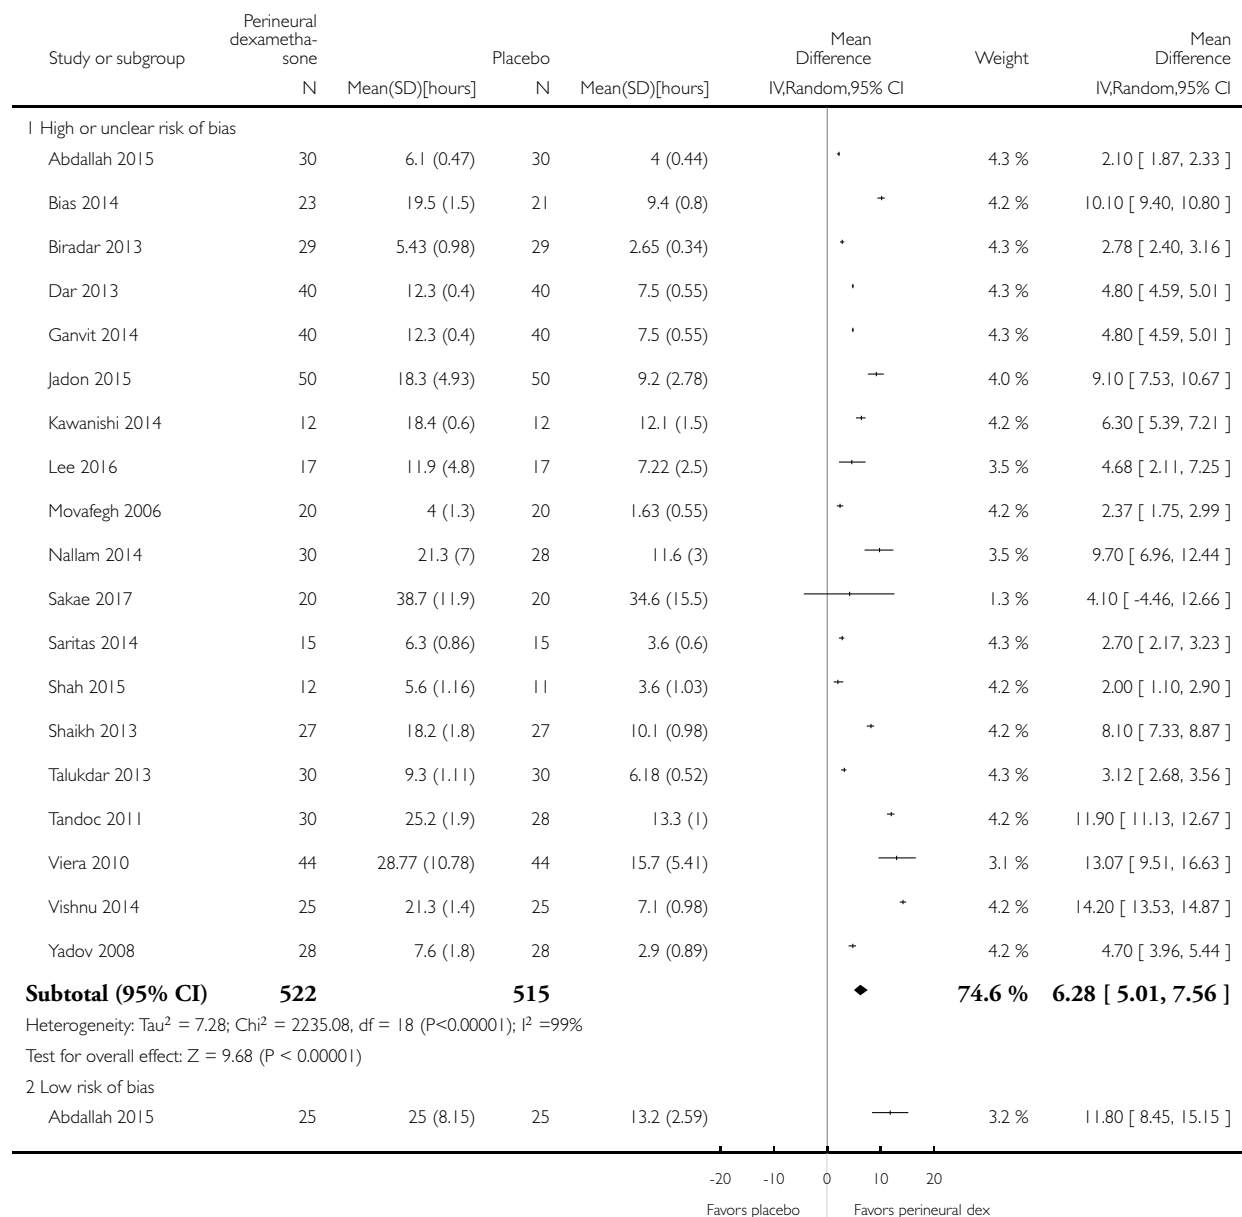 Study or subgroup Perineural dexametha- sone Placebo Mean Difference Weight Mean Difference
N Mean(SD)[hours] N Mean(SD)[hours] IV,Random,95% CI IV,Random,95% CI
1 High or unclear risk of bias
Abdallah 2015 30 6.1 (0.47) 30 4 (0.44) 4.3 % 2.10 [ 1.87, 2.33 ]
Bias 2014 23 19.5 (1.5) 21 9.4 (0.8) 4.2 % 10.10 [ 9.40, 10.80 ]
Biradar 2013 29 5.43 (0.98) 29 2.65 (0.34) 4.3 % 2.78 [ 2.40, 3.16 ]
Dar 2013 40 12.3 (0.4) 40 7.5 (0.55) 4.3 % 4.80 [ 4.59, 5.01 ]
Ganvit 2014 40 12.3 (0.4) 40 7.5 (0.55) 4.3 % 4.80 [ 4.59, 5.01 ]
Jadon 2015 50 18.3 (4.93) 50 9.2 (2.78) 4.0 % 9.10 [ 7.53, 10.67 ]
Kawanishi 2014 12 18.4 (0.6) 12 12.1 (1.5) 4.2 % 6.30 [ 5.39, 7.21 ]
Lee 2016 17 11.9 (4.8) 17 7.22 (2.5) 3.5 % 4.68 [ 2.11, 7.25 ]
Movafegh 2006 20 4 (1.3) 20 1.63 (0.55) 4.2 % 2.37 [ 1.75, 2.99 ]
Nallam 2014 30 21.3 (7) 28 11.6 (3) 3.5 % 9.70 [ 6.96, 12.44 ]
Sakae 2017 20 38.7 (11.9) 20 34.6 (15.5) 1.3 % 4.10 [ -4.46, 12.66 ]
Saritas 2014 15 6.3 (0.86) 15 3.6 (0.6) 4.3 % 2.70 [ 2.17, 3.23 ]
Shah 2015 12 5.6 (1.16) 11 3.6 (1.03) 4.2 % 2.00 [ 1.10, 2.90 ]
Shaikh 2013 27 18.2 (1.8) 27 10.1 (0.98) 4.2 % 8.10 [ 7.33, 8.87 ]
Talukdar 2013 30 9.3 (1.11) 30 6.18 (0.52) 4.3 % 3.12 [ 2.68, 3.56 ]
Tandoc 2011 30 25.2 (1.9) 28 13.3 (1) 4.2 % 11.90 [ 11.13, 12.67 ]
Viera 2010 44 28.77 (10.78) 44 15.7 (5.41) 3.1 % 13.07 [ 9.51, 16.63 ]
Vishnu 2014 25 21.3 (1.4) 25 7.1 (0.98) 4.2 % 14.20 [ 13.53, 14.87 ]
Yadov 2008 28 7.6 (1.8) 28 2.9 (0.89) 4.2 % 4.70 [ 3.96, 5.44 ]
Subtotal (95% CI) 522 515 74.6 % 6.28 [ 5.01, 7.56 ]
Heterogeneity: Tau² = 7.28; Chi² = 2235.08, df = 18 (P<0.00001); I² =99%
Test for overall effect: Z = 9.68 (P < 0.00001)
2 Low risk of bias
Abdallah 2015 25 25 (8.15) 25 13.2 (2.59) 3.2 % 11.80 [ 8.45, 15.15 ]
-20 -10 0 10 20
Favors placebo Favors perineural dex